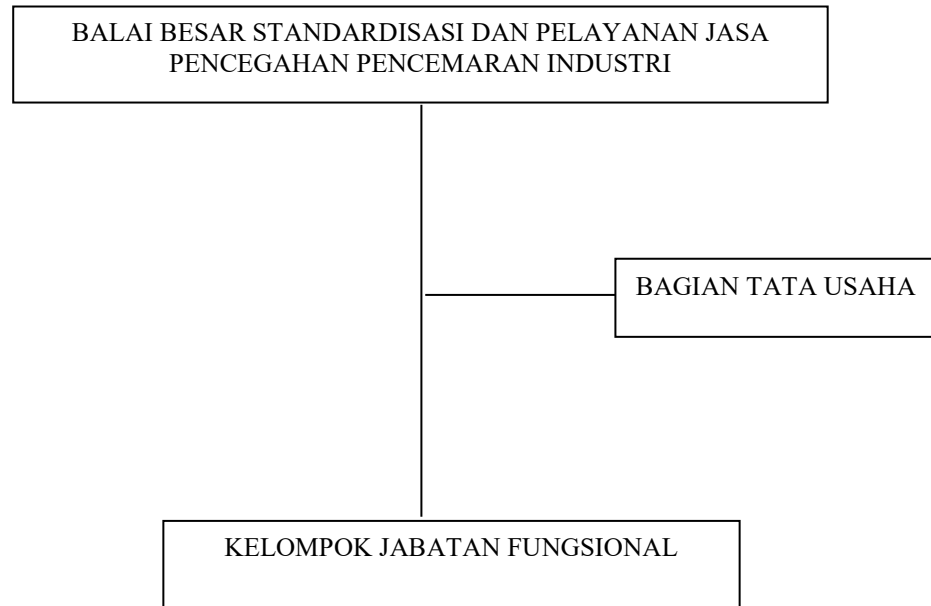 BALAI BESAR STANDARDISASI DAN PELAYANAN JASA
PENCEGAHAN PENCEMARAN INDUSTRI
BAGIAN TATA USAHA
KELOMPOK JABATAN FUNGSIONAL